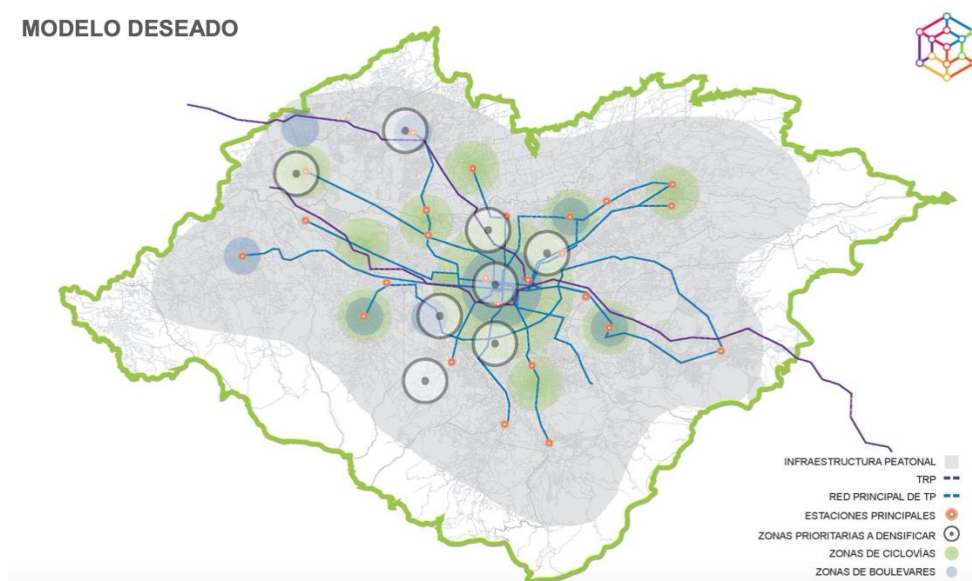 MODELO DESEADO
INFRAESTRUCTURA PEATONAL
TRP
RED PRINCIPAL DE TP
ESTACIONES PRINCIPALES
ZONAS PRIORITARIAS A DENSIFICAR
ZONAS DE CICLOVÍAS
ZONAS DE BOULEVARES